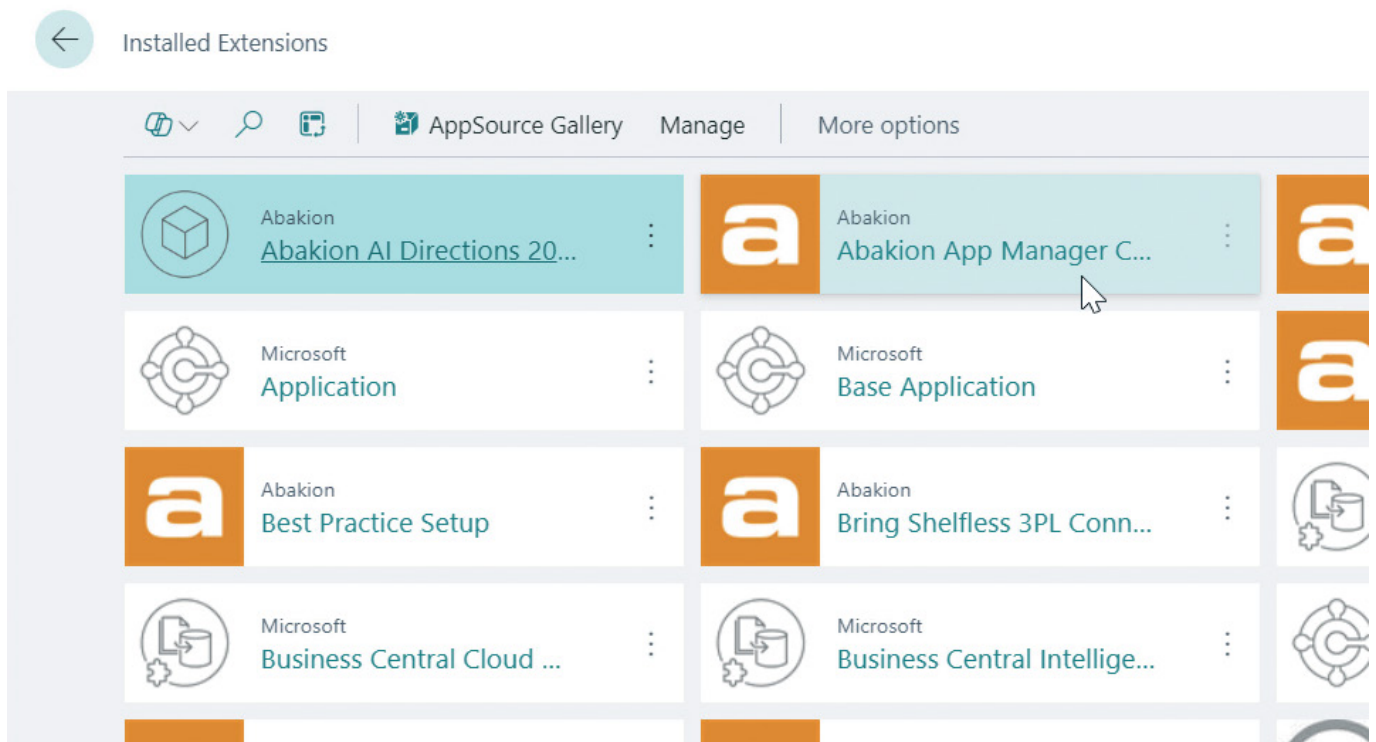 Installed Extensions
AppSource Gallery Manage More options
Abakion
Abakion AI Directions 20...
Abakion
Abakion App Manager C...
Microsoft
Application
Microsoft
Base Application
Abakion
Best Practice Setup
Abakion
Bring Shelfless 3PL Conn...
Microsoft
Business Central Cloud ...
Microsoft
Business Central Intellige...